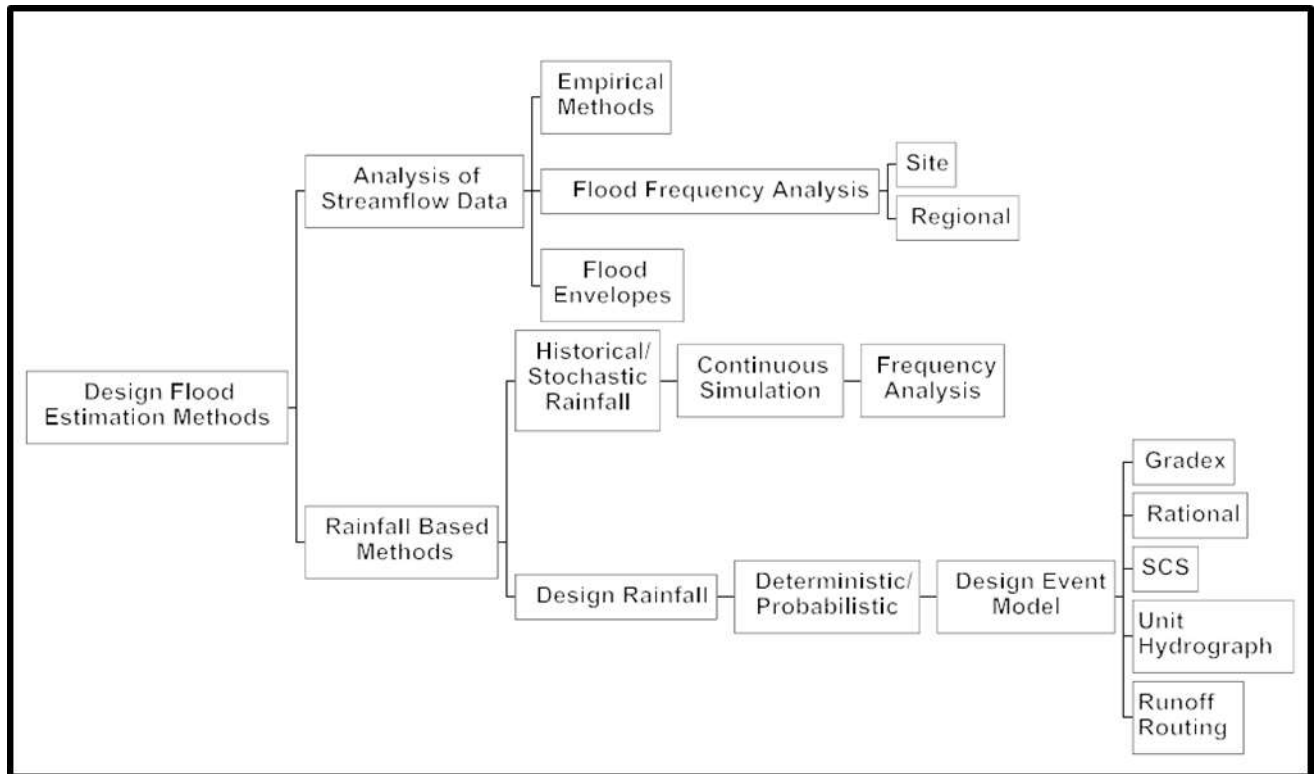 Empirical
Methods
Analysis of
Streamflow Data
Flood Frequency Analysis
Site
Regional
Flood
Envelopes
Design Flood
Estimation Methods
Historical/
Stochastic
Rainfall
Continuous
Simulation
Frequency
Analysis
Rainfall Based
Methods
Design Rainfall
Deterministic/
Probabilistic
Design Event
Model
Gradex
Rational
SCS
Unit
Hydrograph
Runoff
Routing